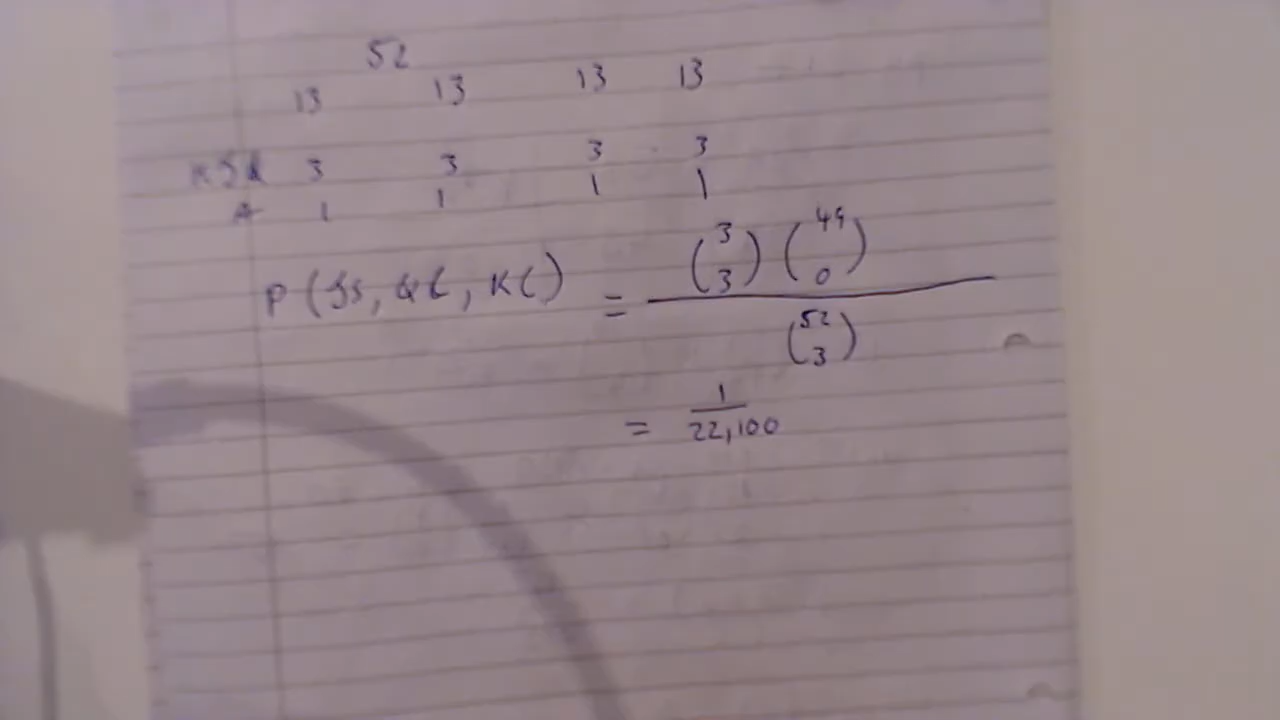 52
13 13 13 13
3 3 3 3
A 1 1 1 1
P(JS, QC, KC) = (3 3)(49 0) / (52 3)
= 1/22,100